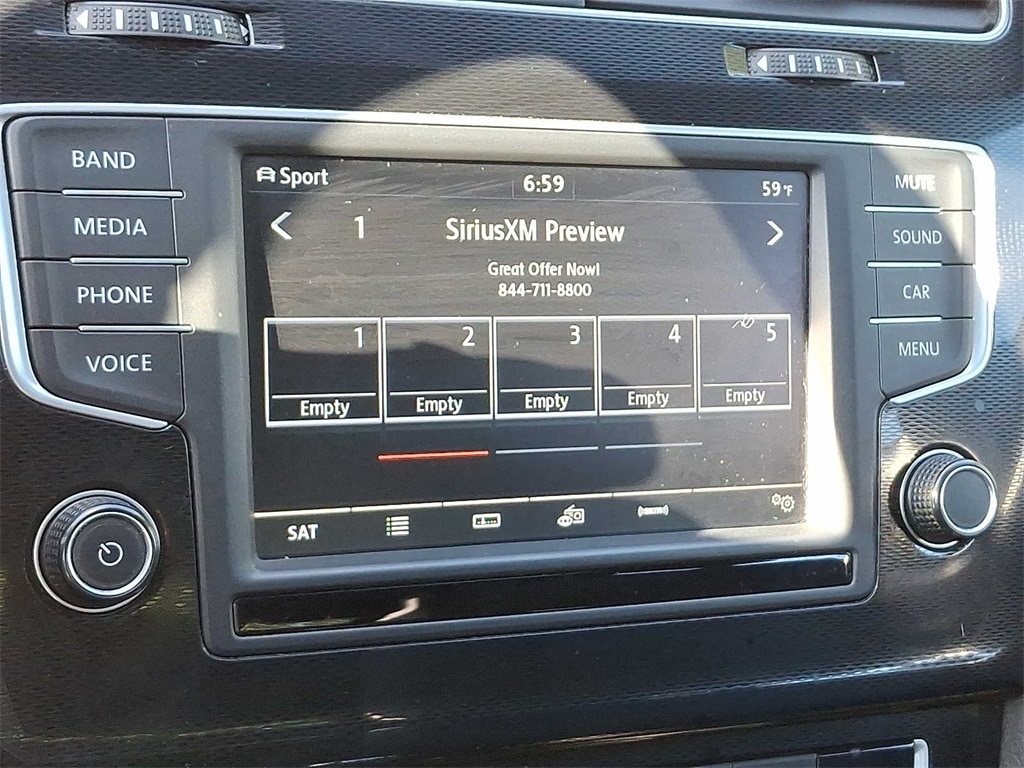 BAND
MEDIA
PHONE
VOICE
Sport 6:59 59 °F
1 SiriusXM Preview
Great Offer Now!
844-711-8800
1 2 3 4 5
Empty Empty Empty Empty Empty
SAT
MUTE
SOUND
CAR
MENU